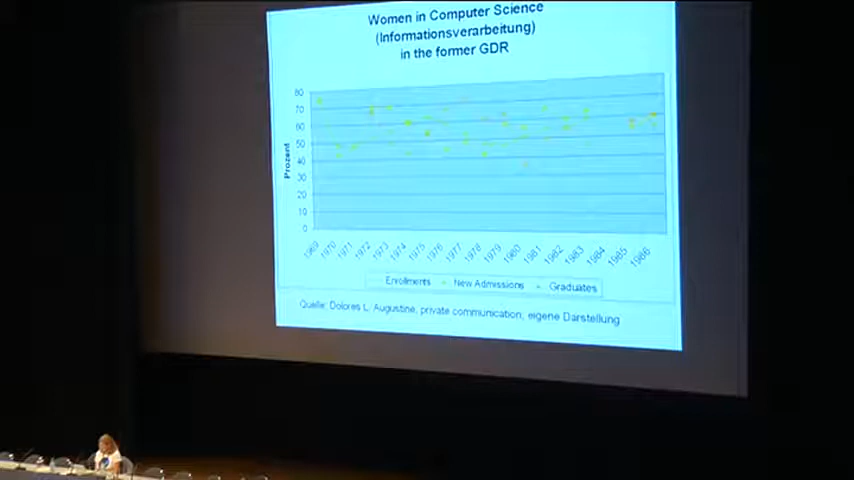 Women in Computer Science
(Informationsverarbeitung)
in the former GDR
80
70
60
50
40
30
20
10
0
Prozent
1969 1970 1971 1972 1973 1974 1975 1976 1977 1978 1979 1980 1981 1982 1983 1984 1985 1986
Enrollments New Admissions Graduates
Quelle: Dolores L. Augustine, private communication, eigene Darstellung